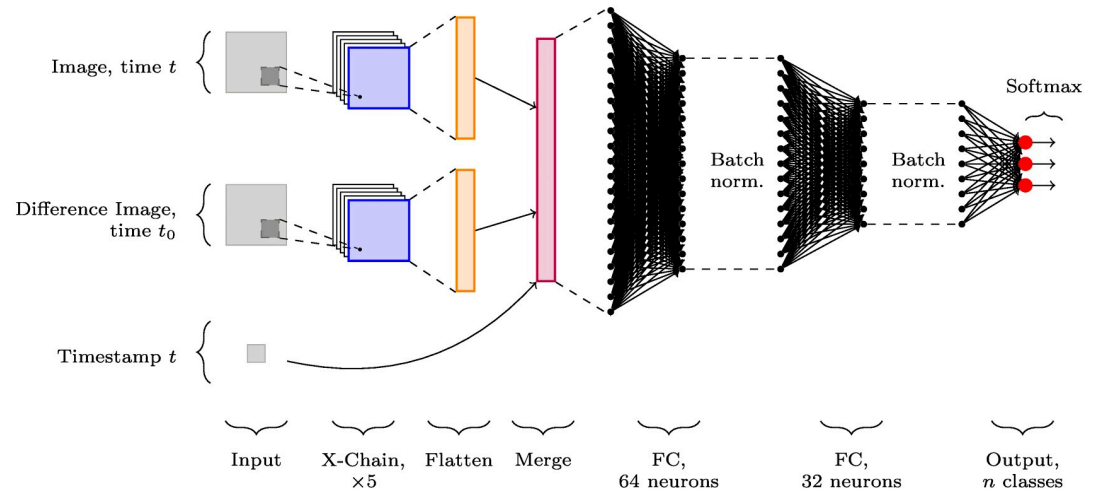 Image, time t
Softmax
Batch
norm.
Batch
norm.
Difference Image,
time t₀
Timestamp t
Input
X-Chain,
×5
Flatten
Merge
FC,
64 neurons
FC,
32 neurons
Output,
n classes